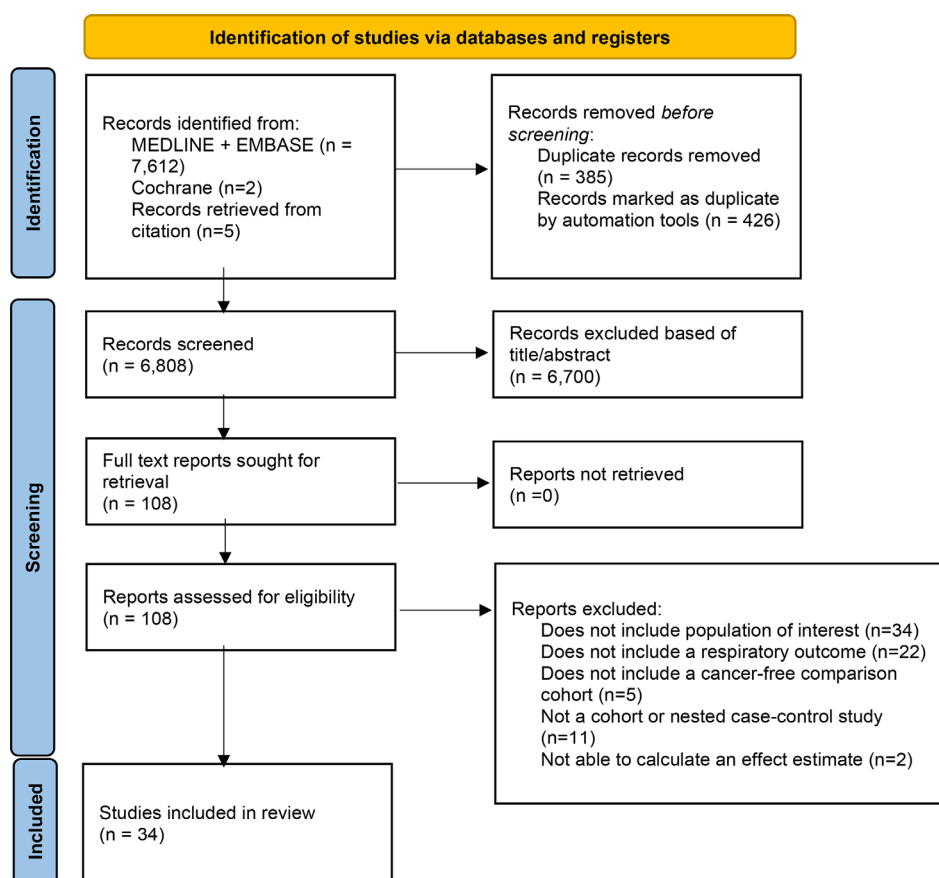 Identification of studies via databases and registers
Identification
Records identified from:
MEDLINE + EMBASE (n =
7,612)
Cochrane (n=2)
Records retrieved from
citation (n=5)
Records removed before
screening:
Duplicate records removed
(n = 385)
Records marked as duplicate
by automation tools (n = 426)
Screening
Records screened
(n = 6,808)
Records excluded based of
title/abstract
(n = 6,700)
Full text reports sought for
retrieval
(n = 108)
Reports not retrieved
(n =0)
Reports assessed for eligibility
(n = 108)
Reports excluded:
Does not include population of interest (n=34)
Does not include a respiratory outcome (n=22)
Does not include a cancer-free comparison
cohort (n=5)
Not a cohort or nested case-control study
(n=11)
Not able to calculate an effect estimate (n=2)
Included
Studies included in review
(n = 34)